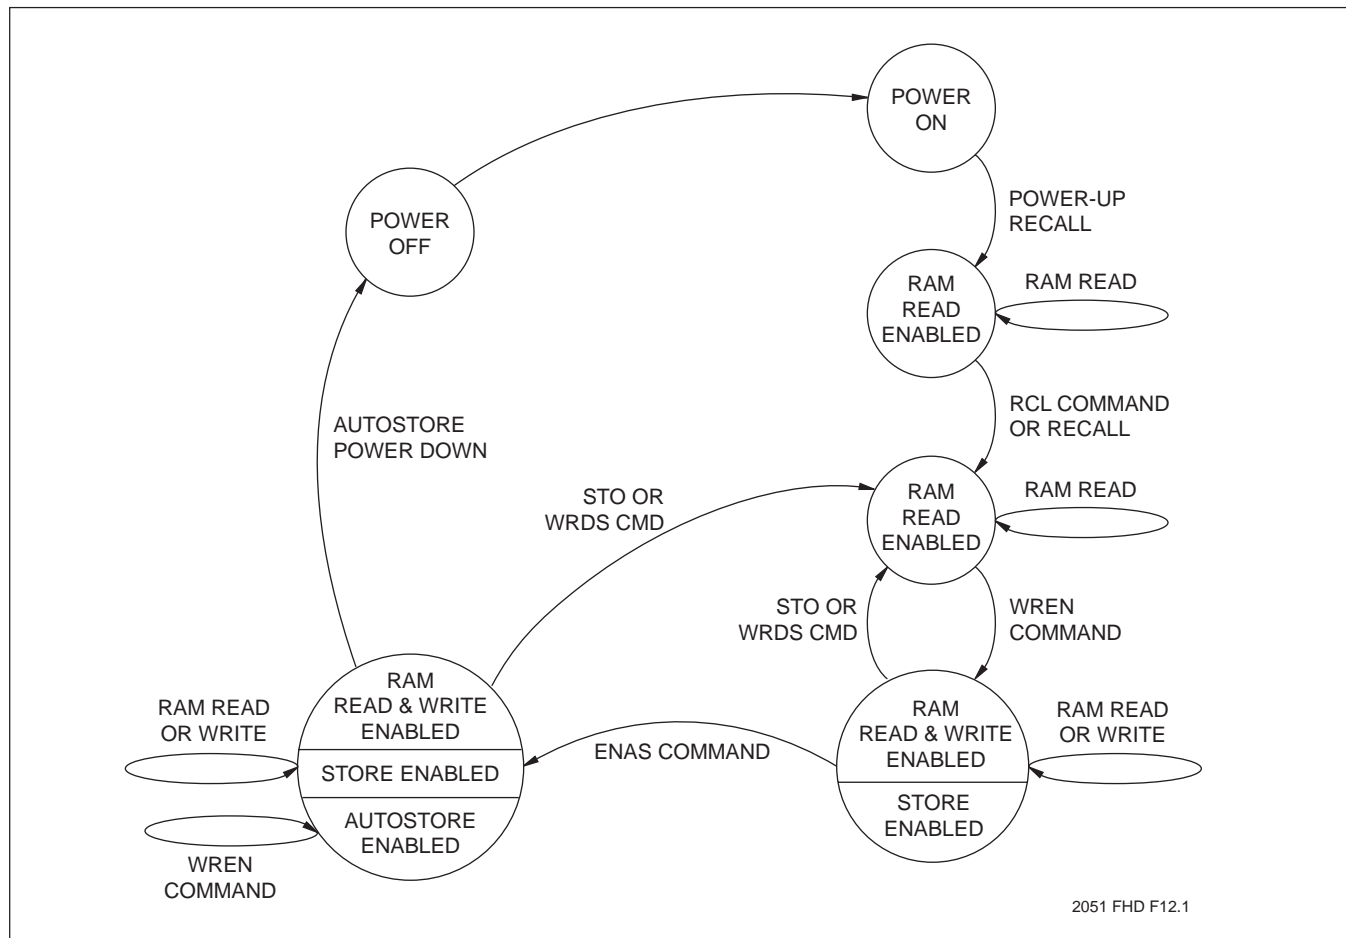 POWER
ON
POWER-UP
RECALL
POWER
OFF
RAM
READ
ENABLED
RAM READ
RCL COMMAND
OR RECALL
AUTOSTORE
POWER DOWN
STO OR
WRDS CMD
RAM
READ
ENABLED
RAM READ
STO OR
WRDS CMD
WREN
COMMAND
RAM READ
OR WRITE
RAM
READ & WRITE
ENABLED
STORE ENABLED
AUTOSTORE
ENABLED
WREN
COMMAND
ENAS COMMAND
RAM
READ & WRITE
ENABLED
STORE
ENABLED
RAM READ
OR WRITE
2051 FHD F12.1